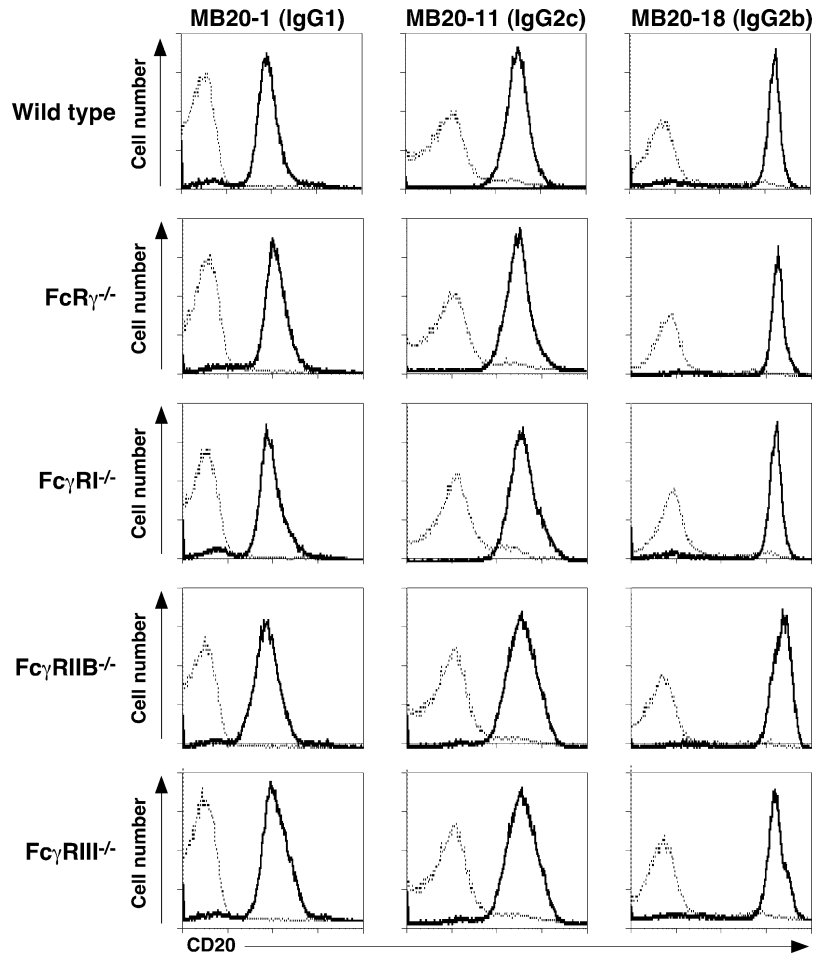 MB20-1 (IgG1) MB20-11 (IgG2c) MB20-18 (IgG2b)
Wild type
Cell number
FcRγ-/-
Cell number
FcγRI-/-
Cell number
FcγRIIB-/-
Cell number
FcγRIII-/-
Cell number
CD20